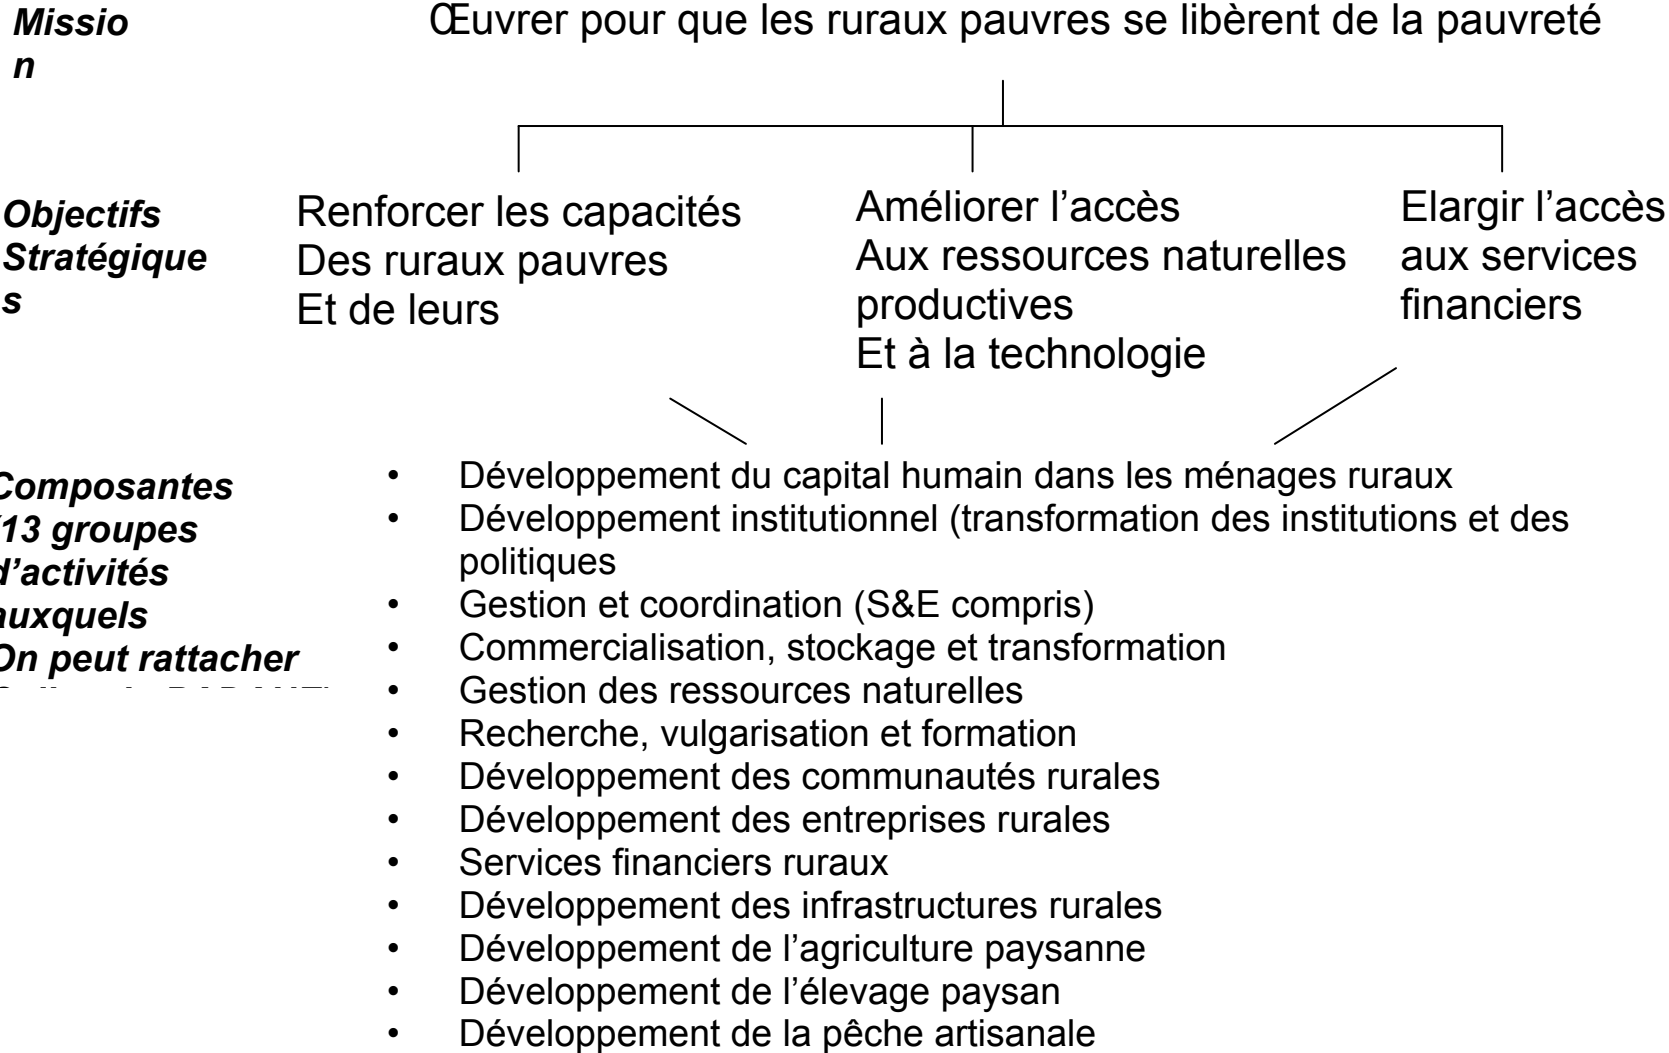 Missio
n
Œuvrer pour que les ruraux pauvres se libèrent de la pauvreté
Objectifs
Stratégique
s
Renforcer les capacités
Des ruraux pauvres
Et de leurs
Améliorer l’accès
Aux ressources naturelles
productives
Et à la technologie
Elargir l’accès
aux services
financiers
Composantes
(13 groupes
d’activités
auxquels
On peut rattacher
• Développement du capital humain dans les ménages ruraux
• Développement institutionnel (transformation des institutions et des
politiques
• Gestion et coordination (S&E compris)
• Commercialisation, stockage et transformation
• Gestion des ressources naturelles
• Recherche, vulgarisation et formation
• Développement des communautés rurales
• Développement des entreprises rurales
• Services financiers ruraux
• Développement des infrastructures rurales
• Développement de l’agriculture paysanne
• Développement de l’élevage paysan
• Développement de la pêche artisanale